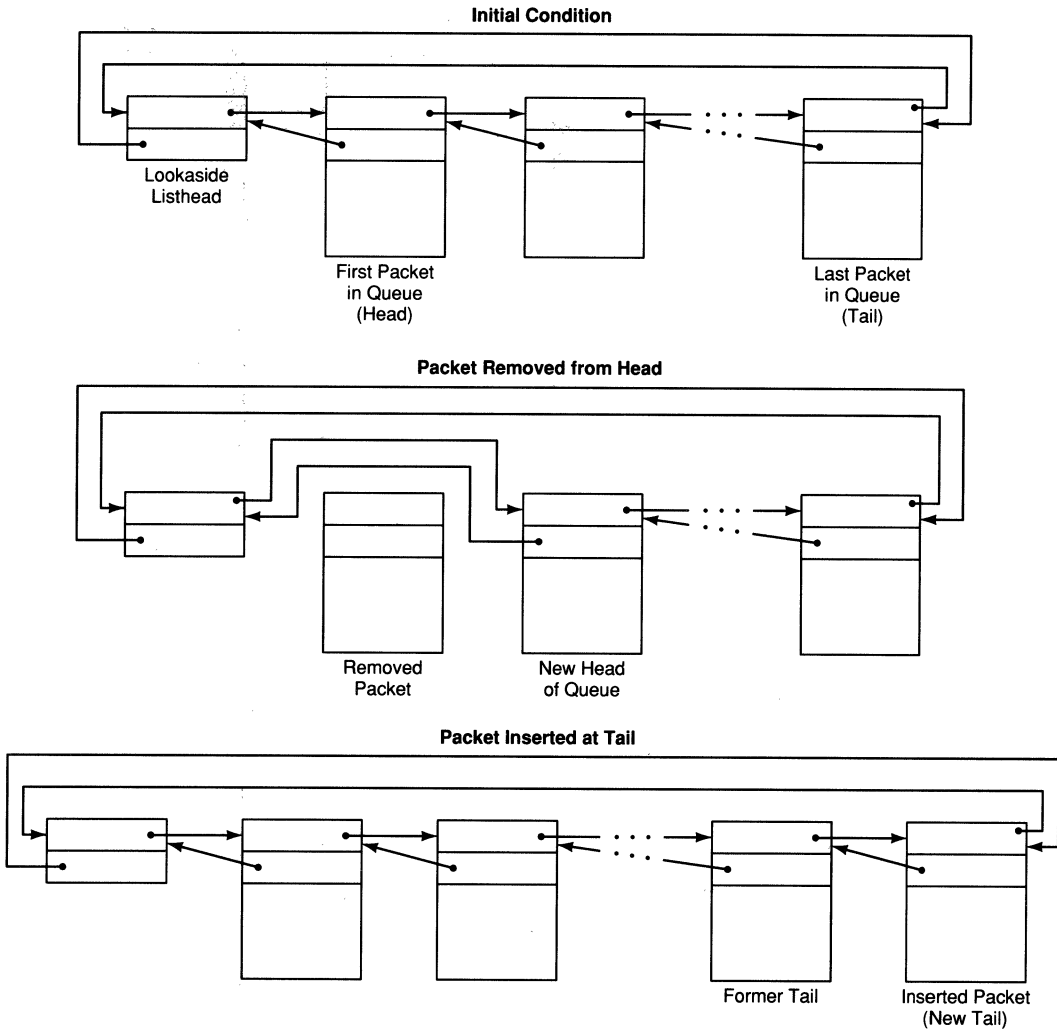 Initial Condition
Lookaside
Listhead
First Packet
in Queue
(Head)
Last Packet
in Queue
(Tail)
Packet Removed from Head
Removed
Packet
New Head
of Queue
Packet Inserted at Tail
Former Tail
Inserted Packet
(New Tail)